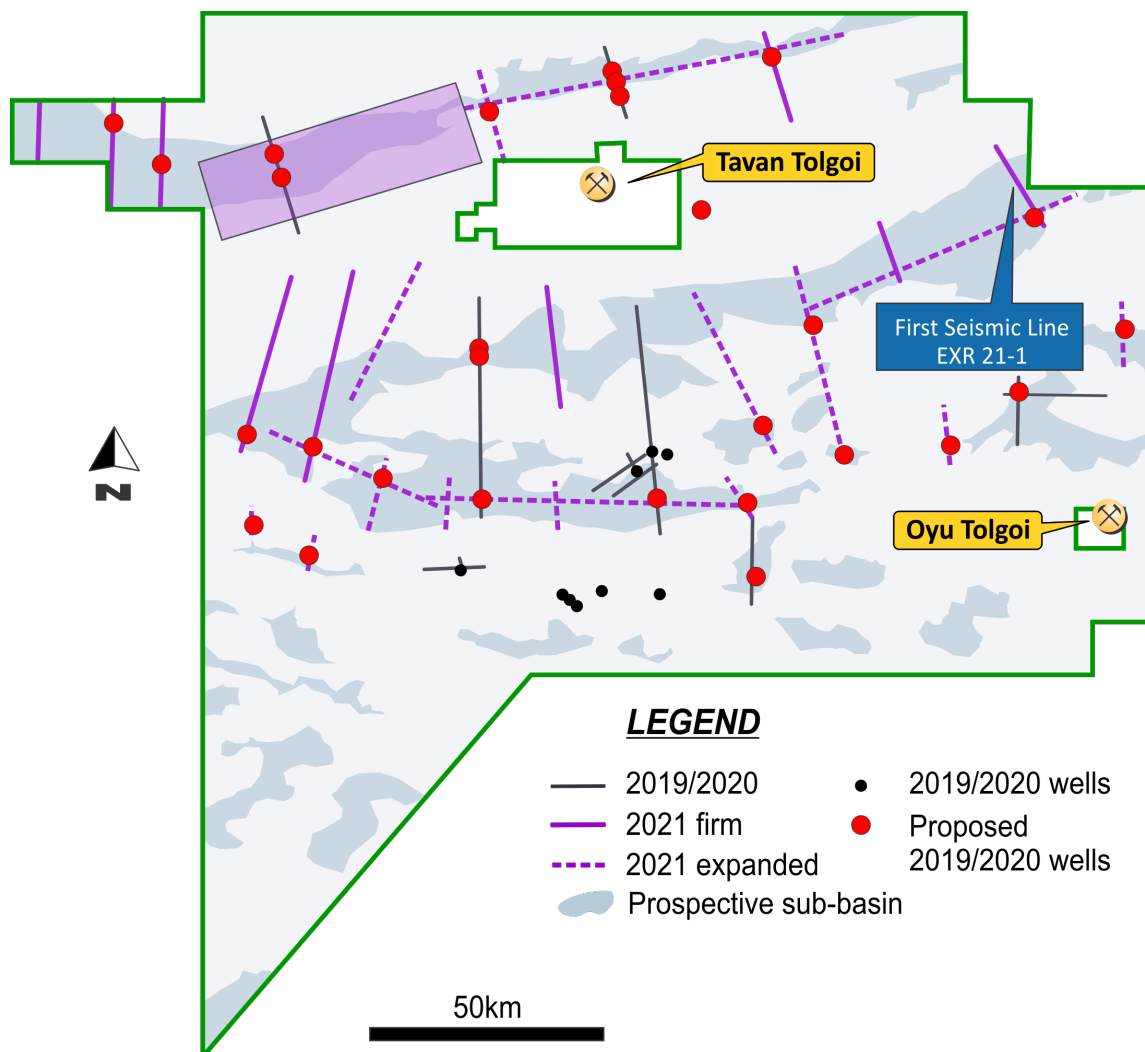 Tavan Tolgoi
First Seismic Line
EXR 21-1
N
Oyu Tolgoi
LEGEND
2019/2020
2019/2020 wells
2021 firm
Proposed
2019/2020 wells
2021 expanded
Prospective sub-basin
50km